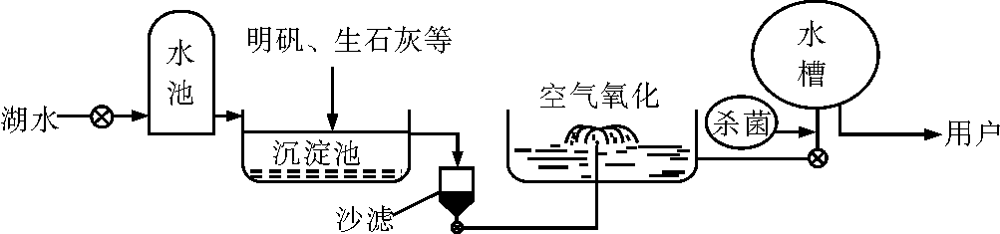 湖水
水池
明矾、生石灰等
沉淀池
沙滤
空气氧化
杀菌
水槽
用户